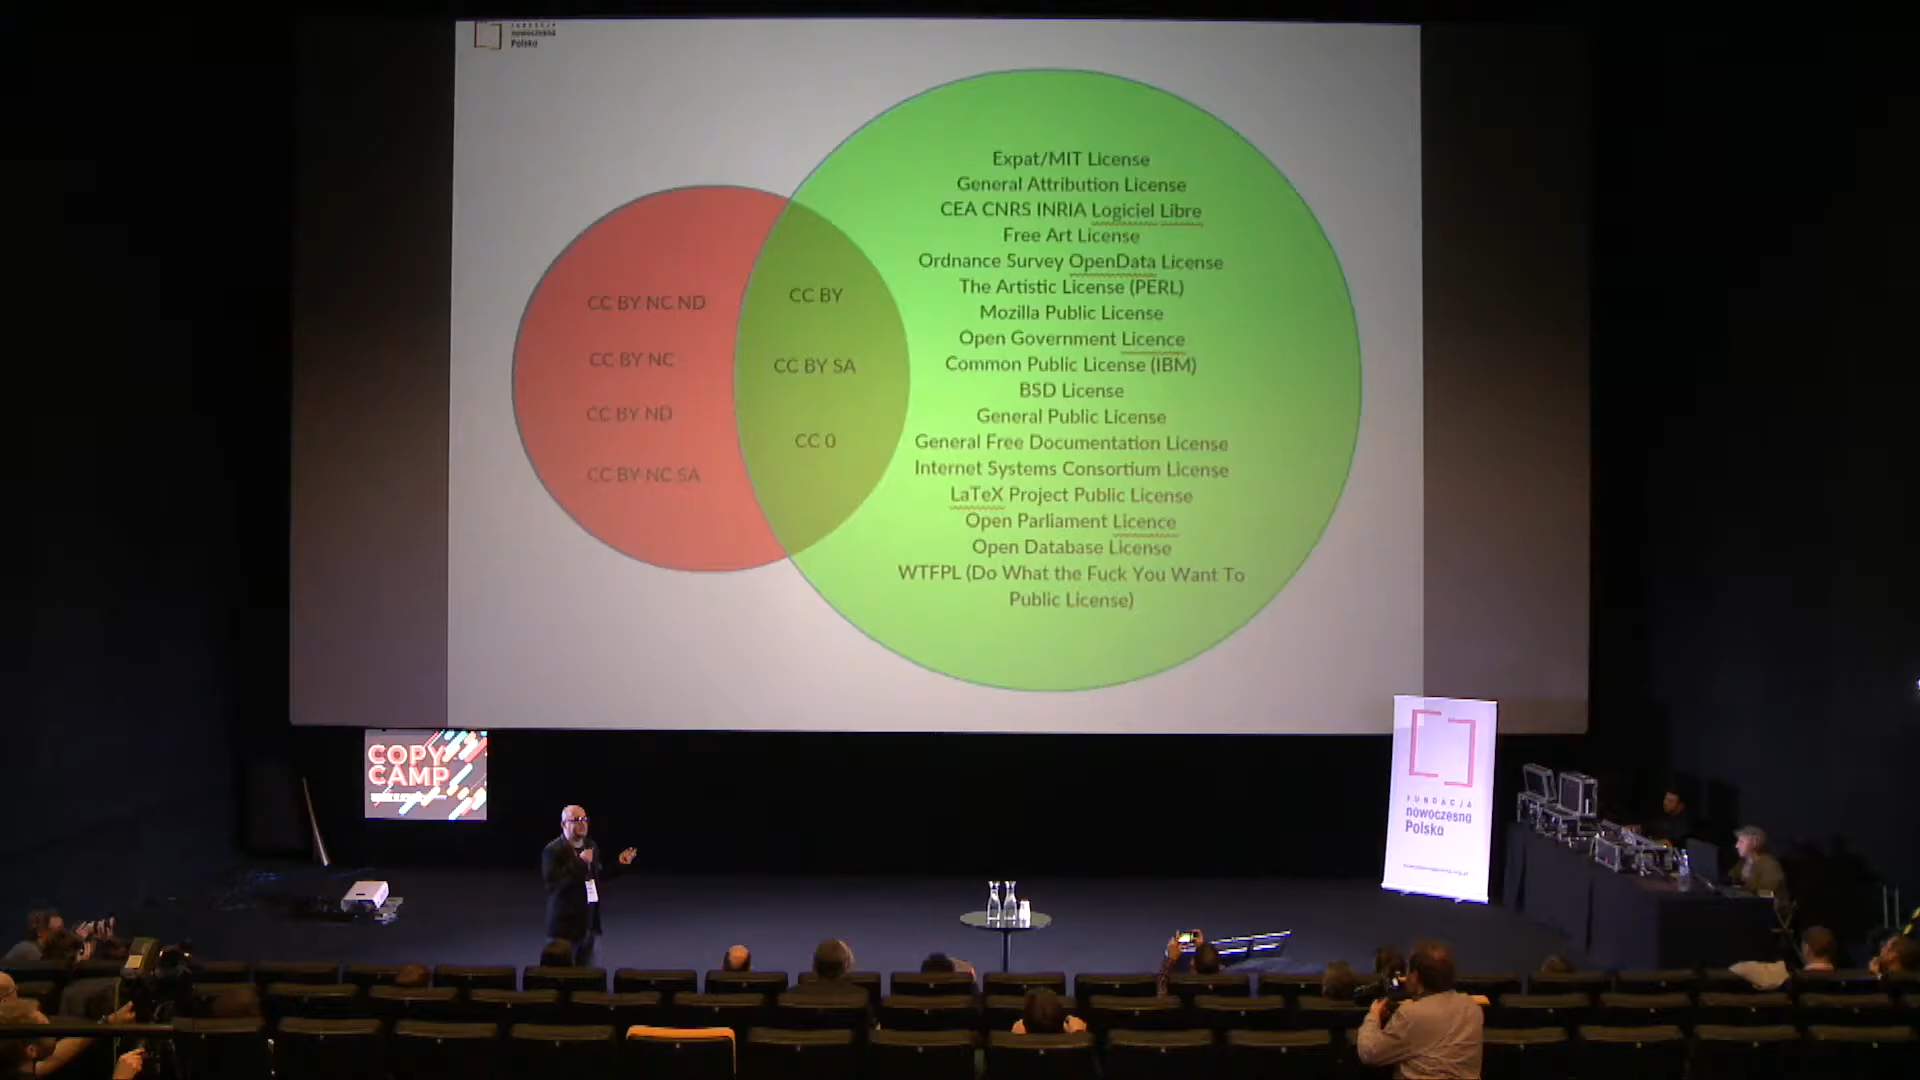 FUNDACJA
nowoczesna
Polska
CC BY NC ND
CC BY NC
CC BY ND
CC BY NC SA
CC BY
CC BY SA
CC 0
Expat/MIT License
General Attribution License
CEA CNRS INRIA Logiciel Libre
Free Art License
Ordnance Survey OpenData License
The Artistic License (PERL)
Mozilla Public License
Open Government Licence
Common Public License (IBM)
BSD License
General Public License
General Free Documentation License
Internet Systems Consortium License
LaTeX Project Public License
Open Parliament Licence
Open Database License
WTFPL (Do What the Fuck You Want To
Public License)
COPY
CAMP
FUNDACJA
nowoczesna
Polska